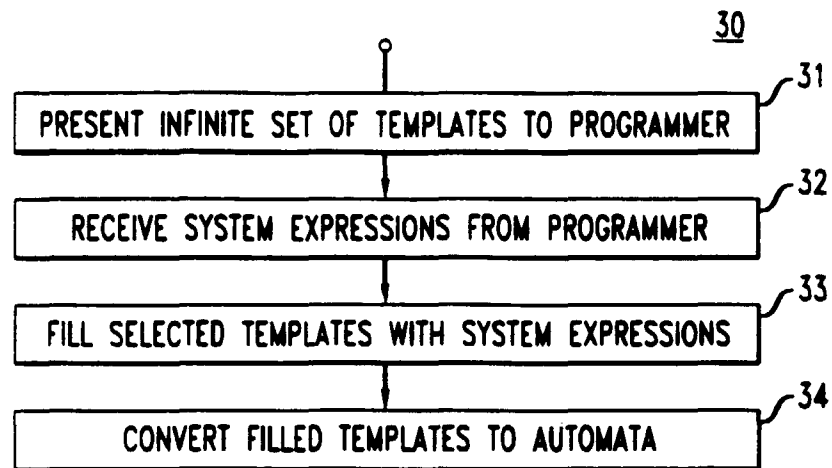 30
31
PRESENT INFINITE SET OF TEMPLATES TO PROGRAMMER
32
RECEIVE SYSTEM EXPRESSIONS FROM PROGRAMMER
33
FILL SELECTED TEMPLATES WITH SYSTEM EXPRESSIONS
34
CONVERT FILLED TEMPLATES TO AUTOMATA